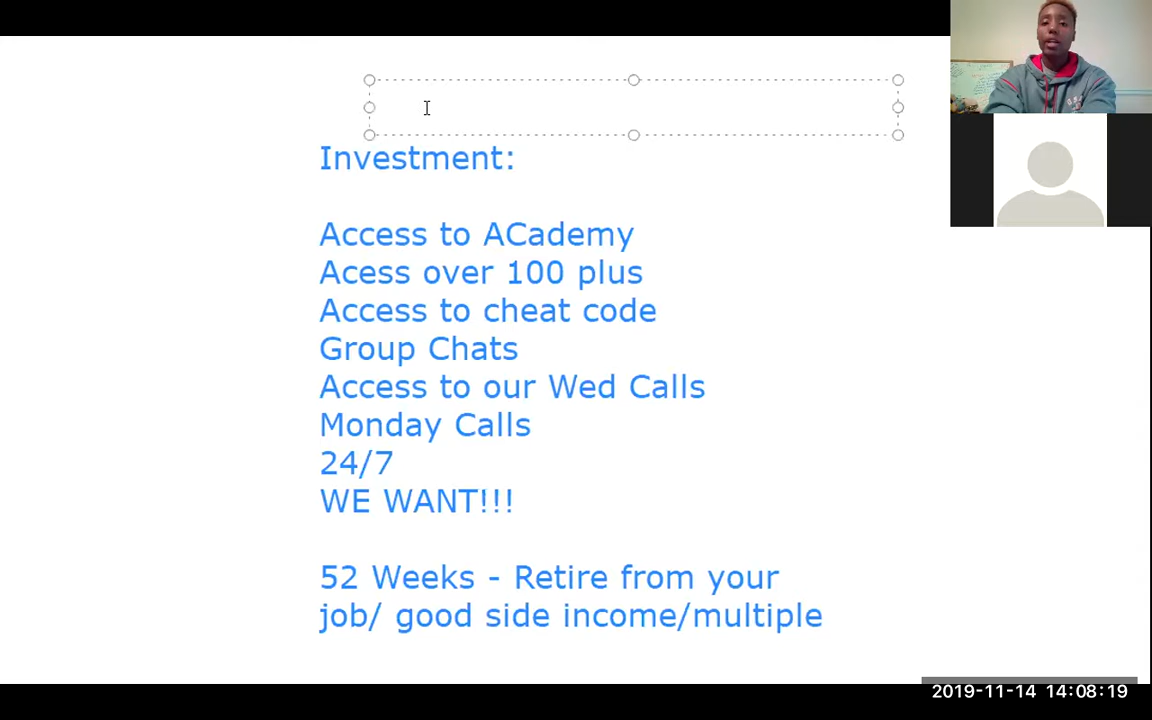 Investment:
Access to ACademy
Acess over 100 plus
Access to cheat code
Group Chats
Access to our Wed Calls
Monday Calls
24/7
WE WANT!!!
52 Weeks - Retire from your
job/ good side income/multiple
2019-11-14 14:08:19